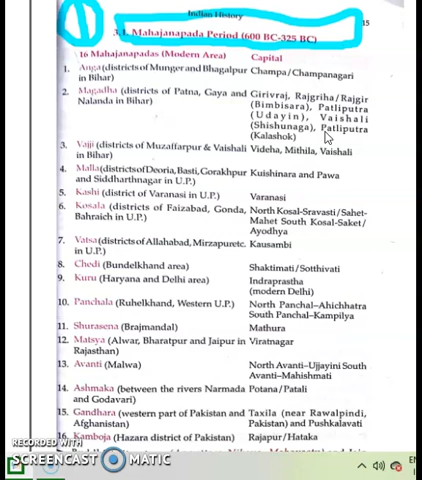 Indian History
15
3.1. Mahajanapada Period (600 BC-325 BC)
16 Mahajanapadas (Modern Area) Capital
1. Anga (districts of Munger and Bhagalpur Champa/Champanagari
in Bihar)
2. Magadha (districts of Patna, Gaya and Girivraj, Rajgriha/Rajgir
Nalanda in Bihar) (Bimbisara), Patliputra
(Udayin), Vaishali
(Shishunaga), Patliputra
(Kalashok)
3. Vajji (districts of Muzaffarpur & Vaishali Videha, Mithila, Vaishali
in Bihar)
4. Malla (districts of Deoria, Basti, Gorakhpur Kuishinara and Pawa
and Siddharthnagar in U.P.)
5. Kashi (district of Varanasi in U.P.) Varanasi
6. Kosala (districts of Faizabad, Gonda, North Kosal-Sravasti/Sahet-
Bahraich in U.P.) Mahet South Kosal-Saket/
Ayodhya
7. Vatsa (districts of Allahabad, Mirzapur etc. Kausambi
in U.P.)
8. Chedi (Bundelkhand area) Shaktimati/Sotthivati
9. Kuru (Haryana and Delhi area) Indraprastha
(modern Delhi)
10. Panchala (Ruhelkhand, Western U.P.) North Panchal-Ahichhatra
South Panchal-Kampilya
11. Shurasena (Brajmandal) Mathura
12. Matsya (Alwar, Bharatpur and Jaipur in Viratnagar
Rajasthan)
13. Avanti (Malwa) North Avanti-Ujjayini South
Avanti-Mahishmati
14. Ashmaka (between the rivers Narmada Potana/Patali
and Godavari)
15. Gandhara (western part of Pakistan and Taxila (near Rawalpindi,
Afghanistan) Pakistan) and Pushkalavati
16. Kamboja (Hazara district of Pakistan) Rajapur/Hataka
RECORDED WITH
SCREENCAST MATIC